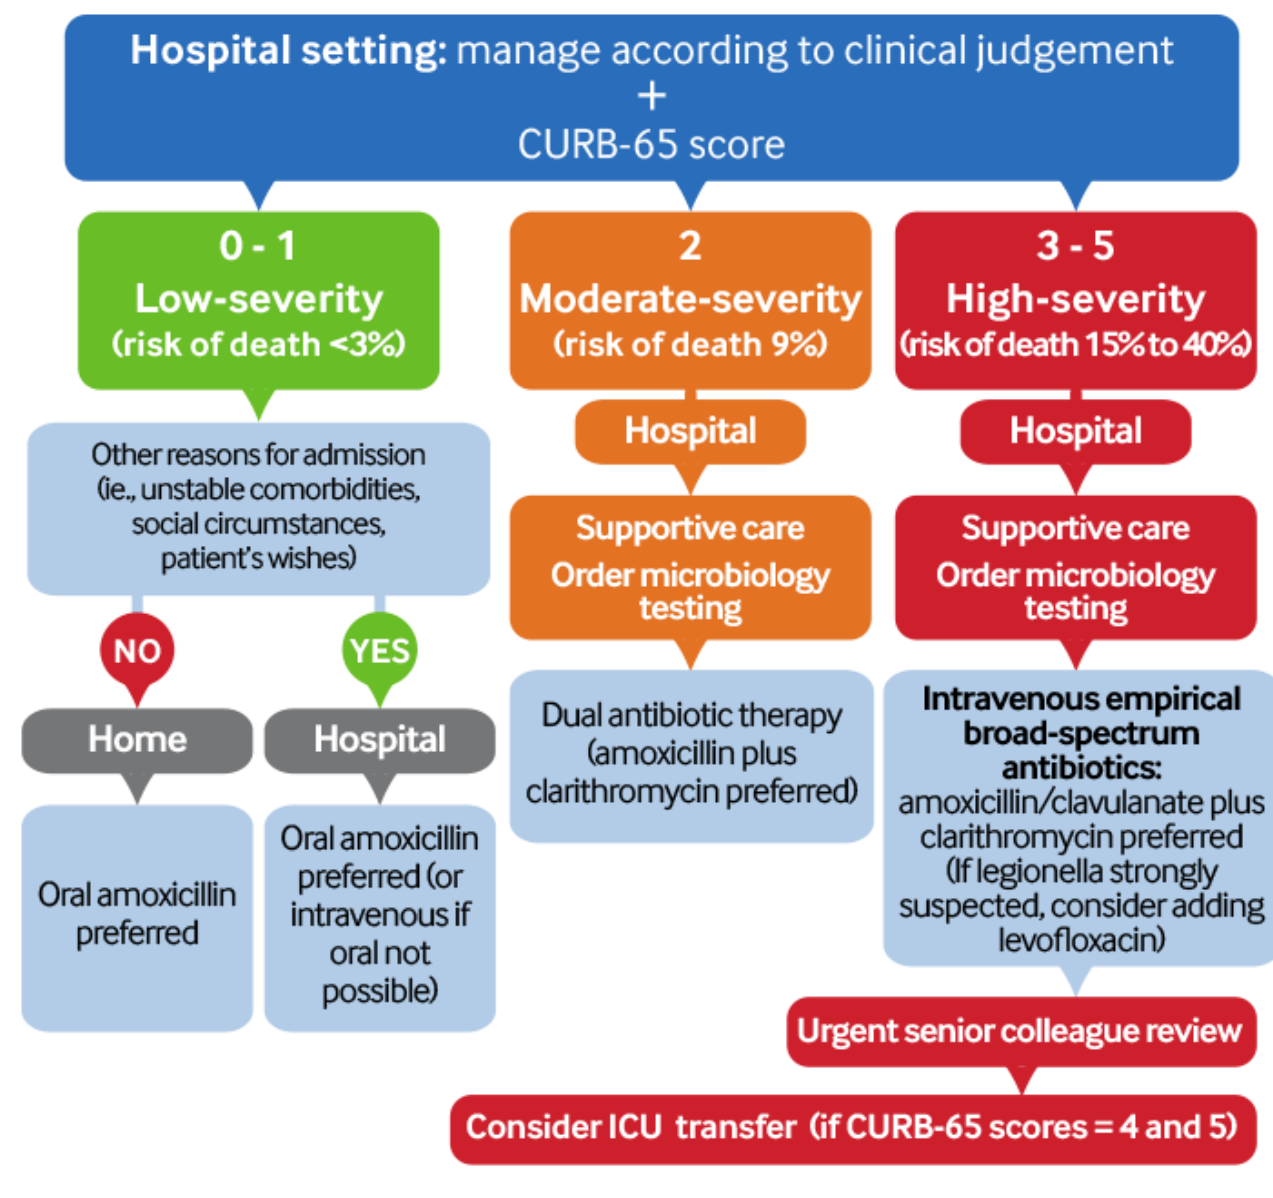 Hospital setting: manage according to clinical judgement
+
CURB-65 score
0 - 1
Low-severity
(risk of death <3%)
Other reasons for admission
(ie., unstable comorbidities,
social circumstances,
patient's wishes)
NO
Home
Oral amoxicillin
preferred
YES
Hospital
Oral amoxicillin
preferred (or
intravenous if
oral not
possible)
2
Moderate-severity
(risk of death 9%)
Hospital
Supportive care
Order microbiology
testing
Dual antibiotic therapy
(amoxicillin plus
clarithromycin preferred)
3 - 5
High-severity
(risk of death 15% to 40%)
Hospital
Supportive care
Order microbiology
testing
Intravenous empirical
broad-spectrum
antibiotics:
amoxicillin/clavulanate plus
clarithromycin preferred
(If legionella strongly
suspected, consider adding
levofloxacin)
Urgent senior colleague review
Consider ICU transfer (if CURB-65 scores = 4 and 5)